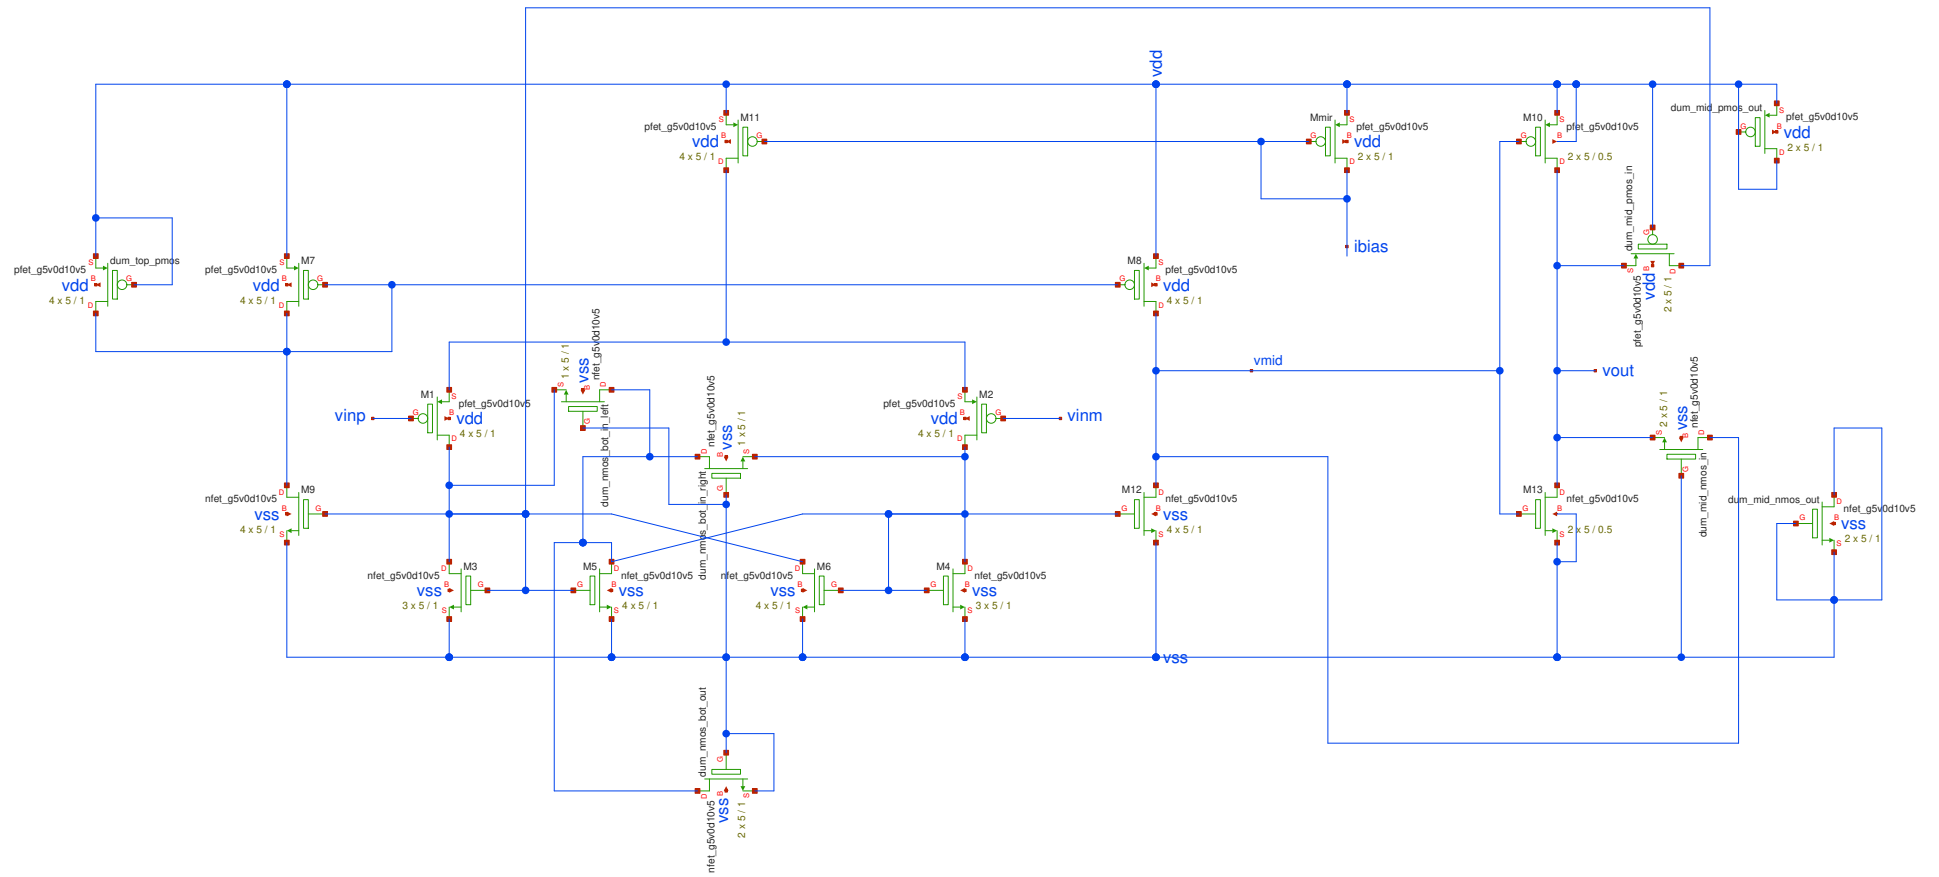 vdd
dum_mid_pmos_out
M11
Mmir
M10
pfet_g5v0d10v5
pfet_g5v0d10v5
pfet_g5v0d10v5
pfet_g5v0d10v5
vdd
vdd
vdd
4 x 5 / 1
2 x 5 / 1
2 x 5 / 0.5
2 x 5 / 1
dum_mid_pmos_in
ibias
dum_top_pmos
M7
M8
pfet_g5v0d10v5
pfet_g5v0d10v5
pfet_g5v0d10v5
vdd
vdd
vdd
4 x 5 / 1
4 x 5 / 1
4 x 5 / 1
pfet_g5v0d10v5
vdd
2 x 5 / 1
vmid
vout
1 x 5 / 1
vss
nfet_g5v0d10v5
dum_nmos_bot_in_left
M1
M2
pfet_g5v0d10v5
pfet_g5v0d10v5
vinp
vdd
vdd
vinm
4 x 5 / 1
4 x 5 / 1
nfet_g5v0d10v5
vss
1 x 5 / 1
dum_nmos_bot_in_right
2 x 5 / 1
vss
nfet_g5v0d10v5
dum_mid_nmos_in
M9
M12
M13
dum_mid_nmos_out
nfet_g5v0d10v5
nfet_g5v0d10v5
nfet_g5v0d10v5
nfet_g5v0d10v5
vss
vss
vss
4 x 5 / 1
4 x 5 / 1
2 x 5 / 0.5
2 x 5 / 1
M3
M5
M6
M4
nfet_g5v0d10v5
nfet_g5v0d10v5
nfet_g5v0d10v5
nfet_g5v0d10v5
vss
vss
vss
vss
3 x 5 / 1
4 x 5 / 1
4 x 5 / 1
3 x 5 / 1
vss
dum_nmos_bot_out
nfet_g5v0d10v5
vss
2 x 5 / 1